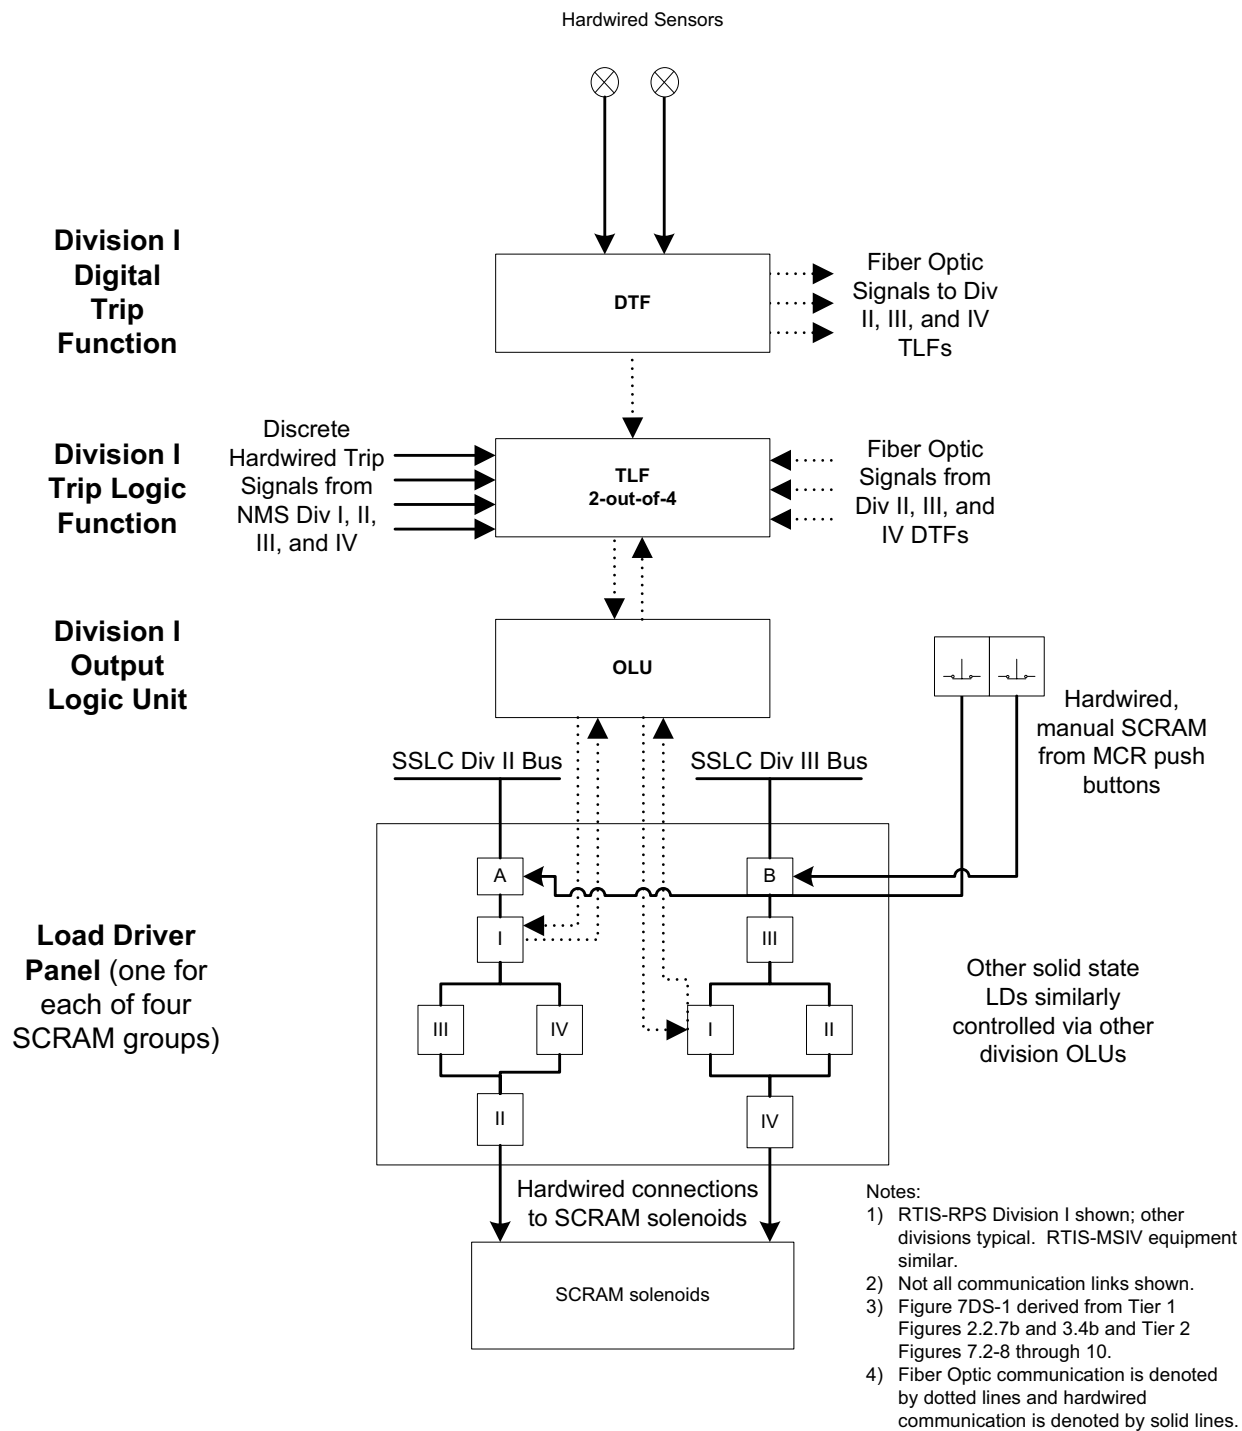 Hardwired Sensors
Division I
Digital
Trip
Function
DTF
Fiber Optic
Signals to Div
II, III, and IV
TLFs
Division I
Trip Logic
Function
Discrete
Hardwired Trip
Signals from
NMS Div I, II,
III, and IV
TLF
2-out-of-4
Fiber Optic
Signals from
Div II, III, and
IV DTFs
Division I
Output
Logic Unit
OLU
Hardwired,
manual SCRAM
from MCR push
buttons
SSLC Div II Bus
SSLC Div III Bus
Load Driver
Panel (one for
each of four
SCRAM groups)
A
B
I
III
III
IV
I
II
II
IV
Other solid state
LDs similarly
controlled via other
division OLUs
Hardwired connections
to SCRAM solenoids
SCRAM solenoids
Notes:
1) RTIS-RPS Division I shown; other
divisions typical. RTIS-MSIV equipment
similar.
2) Not all communication links shown.
3) Figure 7DS-1 derived from Tier 1
Figures 2.2.7b and 3.4b and Tier 2
Figures 7.2-8 through 10.
4) Fiber Optic communication is denoted
by dotted lines and hardwired
communication is denoted by solid lines.